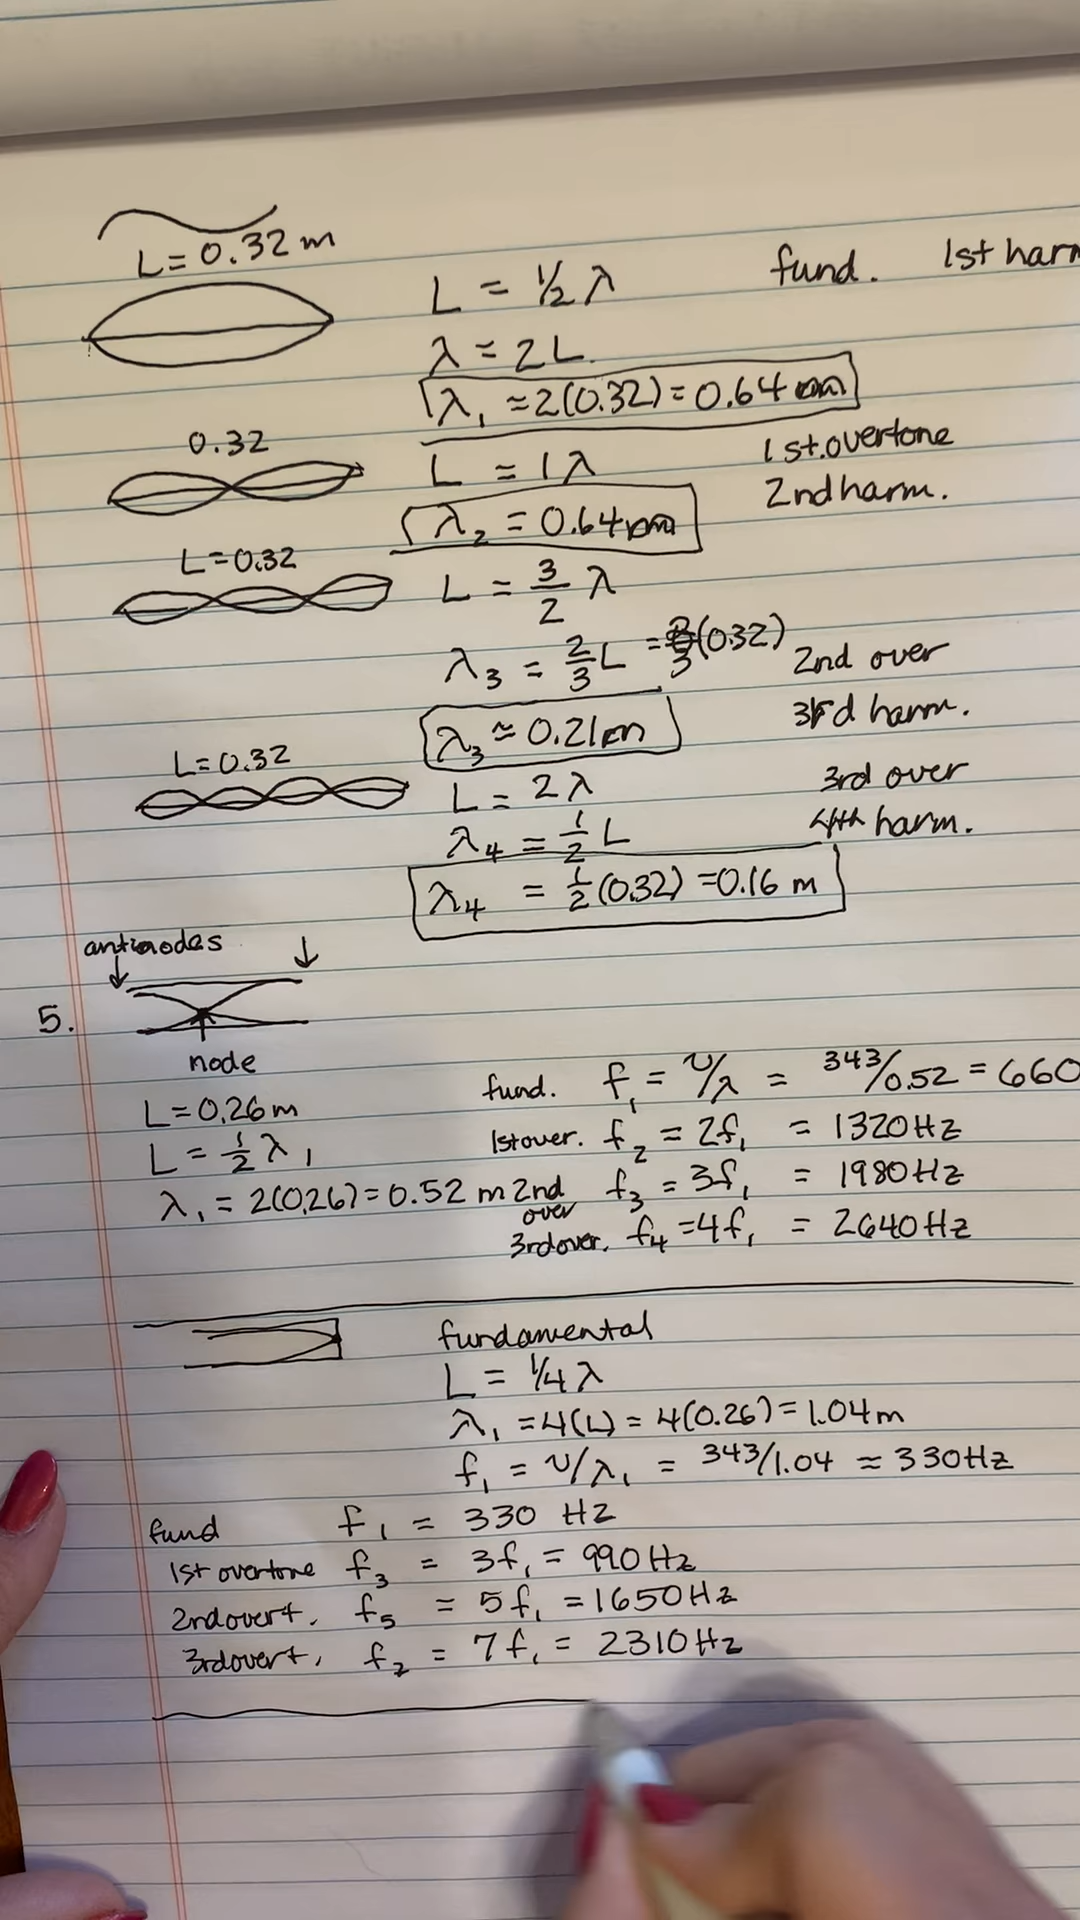 L = 0.32 m
L = ½ λ fund. 1st harm
λ = 2L
λ₁ = 2(0.32) = 0.64 m
0.32
L = 1λ 1st. overtone
λ₂ = 0.64 m 2nd harm.
L = 0.32
L = 3/2 λ
λ₃ = 2/3 L = 2/3 (0.32) 2nd over
λ₃ ≈ 0.21 m 3rd harm.
L = 0.32
L = 2λ 3rd over
λ₄ = 1/2 L 4th harm.
λ₄ = 1/2 (0.32) = 0.16 m
antinodes
5.
node
fund. f₁ = v/λ = 343/0.52 = 660
L = 0.26 m
1st over. f₂ = 2f₁ = 1320 Hz
L = 1/2 λ₁
λ₁ = 2(0.26) = 0.52 m 2nd over f₃ = 3f₁ = 1980 Hz
3rd over. f₄ = 4f₁ = 2640 Hz
fundamental
L = ¼ λ
λ₁ = 4(L) = 4(0.26) = 1.04 m
f₁ = v/λ₁ = 343/1.04 ≈ 330 Hz
fund f₁ = 330 Hz
1st overtone f₃ = 3f₁ = 990 Hz
2nd overt. f₅ = 5f₁ = 1650 Hz
3rd overt. f₇ = 7f₁ = 2310 Hz